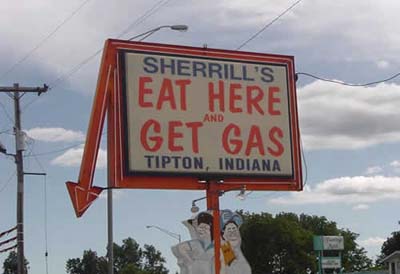 SHERRILL'S
EAT HERE
AND
GET GAS
TIPTON, INDIANA